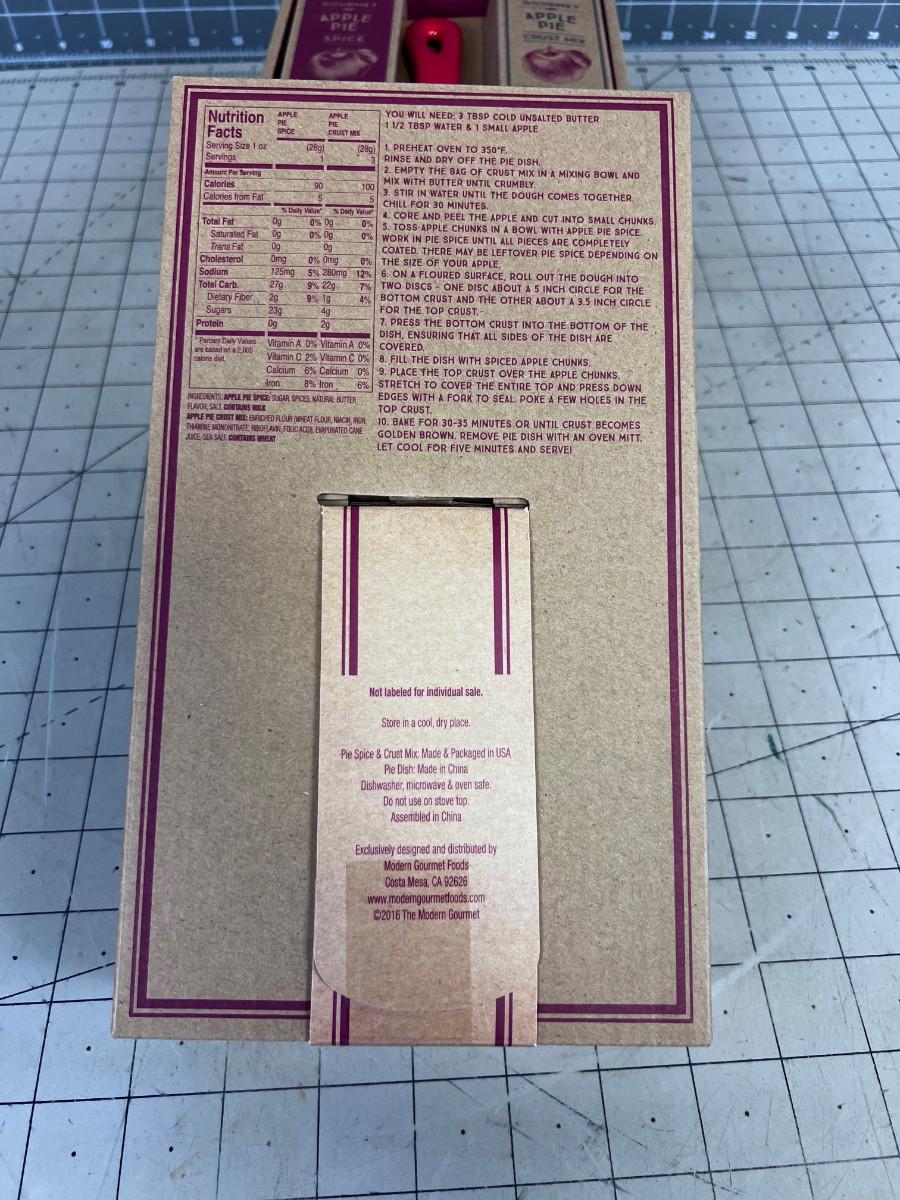 GOURMET
APPLE
PIE
SPICE
GOURMET
APPLE
PIE
CRUST MIX
Nutrition
Facts
APPLE
PIE
SPICE
APPLE
PIE
CRUST MIX
Serving Size 1 oz (28g) (28g)
Servings 1 3
Amount Per Serving
Calories 90 100
Calories from Fat 5 5
% Daily Value* % Daily Value*
Total Fat 0g 0% 0g 0%
Saturated Fat 0g 0% 0g 0%
Trans Fat 0g 0g
Cholesterol 0mg 0% 0mg 0%
Sodium 125mg 5% 280mg 12%
Total Carb. 27g 9% 22g 7%
Dietary Fiber 2g 9% 1g 4%
Sugars 23g 4g
Protein 0g 2g
* Percent Daily Values
are based on a 2,000
calorie diet.
Vitamin A 0% Vitamin A 0%
Vitamin C 2% Vitamin C 0%
Calcium 6% Calcium 0%
Iron 8% Iron 6%
INGREDIENTS: APPLE PIE SPICE: SUGAR, SPICES, NATURAL BUTTER
FLAVOR, SALT. CONTAINS MILK
APPLE PIE CRUST MIX: ENRICHED FLOUR (WHEAT FLOUR, NIACIN, IRON,
THIAMINE MONONITRATE, RIBOFLAVIN, FOLIC ACID), EVAPORATED CANE
JUICE, SEA SALT. CONTAINS WHEAT
YOU WILL NEED: 3 TBSP COLD UNSALTED BUTTER
1 1/2 TBSP WATER & 1 SMALL APPLE
1. PREHEAT OVEN TO 350°F.
RINSE AND DRY OFF THE PIE DISH.
2. EMPTY THE BAG OF CRUST MIX IN A MIXING BOWL AND
MIX WITH BUTTER UNTIL CRUMBLY.
3. STIR IN WATER UNTIL THE DOUGH COMES TOGETHER.
CHILL FOR 30 MINUTES.
4. CORE AND PEEL THE APPLE AND CUT INTO SMALL CHUNKS.
5. TOSS APPLE CHUNKS IN A BOWL WITH APPLE PIE SPICE.
WORK IN PIE SPICE UNTIL ALL PIECES ARE COMPLETELY
COATED. THERE MAY BE LEFTOVER PIE SPICE DEPENDING ON
THE SIZE OF YOUR APPLE.
6. ON A FLOURED SURFACE, ROLL OUT THE DOUGH INTO
TWO DISCS - ONE DISC ABOUT A 5 INCH CIRCLE FOR THE
BOTTOM CRUST AND THE OTHER ABOUT A 3.5 INCH CIRCLE
FOR THE TOP CRUST.
7. PRESS THE BOTTOM CRUST INTO THE BOTTOM OF THE
DISH, ENSURING THAT ALL SIDES OF THE DISH ARE
COVERED.
8. FILL THE DISH WITH SPICED APPLE CHUNKS.
9. PLACE THE TOP CRUST OVER THE APPLE CHUNKS.
STRETCH TO COVER THE ENTIRE TOP AND PRESS DOWN
EDGES WITH A FORK TO SEAL. POKE A FEW HOLES IN THE
TOP CRUST.
10. BAKE FOR 30-35 MINUTES OR UNTIL CRUST BECOMES
GOLDEN BROWN. REMOVE PIE DISH WITH AN OVEN MITT.
LET COOL FOR FIVE MINUTES AND SERVE!
Not labeled for individual sale.
Store in a cool, dry place.
Pie Spice & Crust Mix: Made & Packaged in USA
Pie Dish: Made in China
Dishwasher, microwave & oven safe.
Do not use on stove top.
Assembled in China
Exclusively designed and distributed by
Modern Gourmet Foods
Costa Mesa, CA 92626
www.moderngourmetfoods.com
©2016 The Modern Gourmet